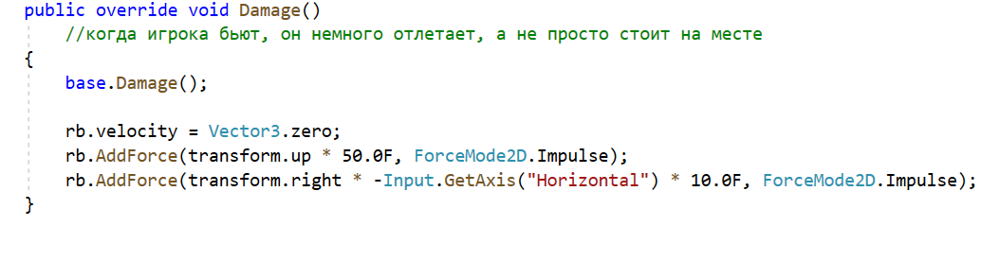 public override void Damage()
//когда игрока бьют, он немного отлетает, а не просто стоит на месте
{
base.Damage();
rb.velocity = Vector3.zero;
rb.AddForce(transform.up * 50.0F, ForceMode2D.Impulse);
rb.AddForce(transform.right * -Input.GetAxis("Horizontal") * 10.0F, ForceMode2D.Impulse);
}